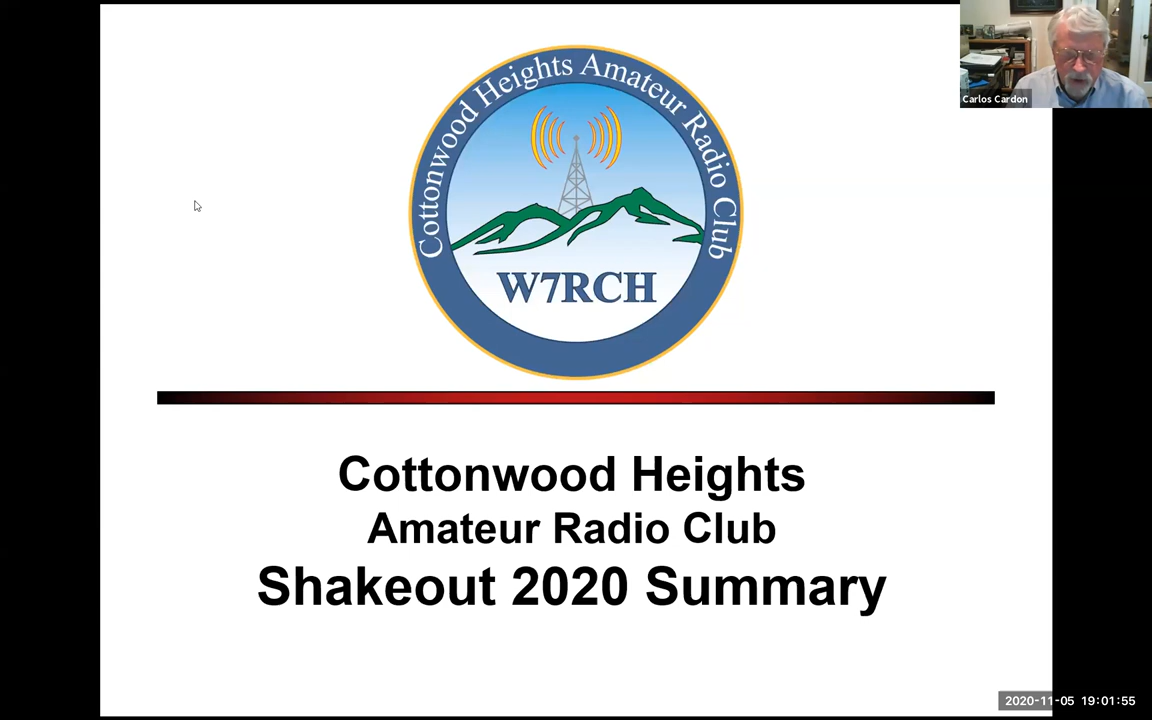 Cottonwood Heights Amateur Radio Club
W7RCH
Carlos Cardon
Cottonwood Heights
Amateur Radio Club
Shakeout 2020 Summary
2020-11-05 19:01:55